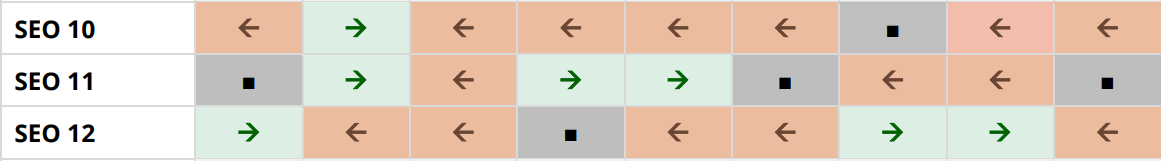 SEO 10 ← → ← ← ← ← ▪ ← ←
SEO 11 ▪ → ← → → ▪ ← ← ▪
SEO 12 → ← ← ▪ ← ← → → ←